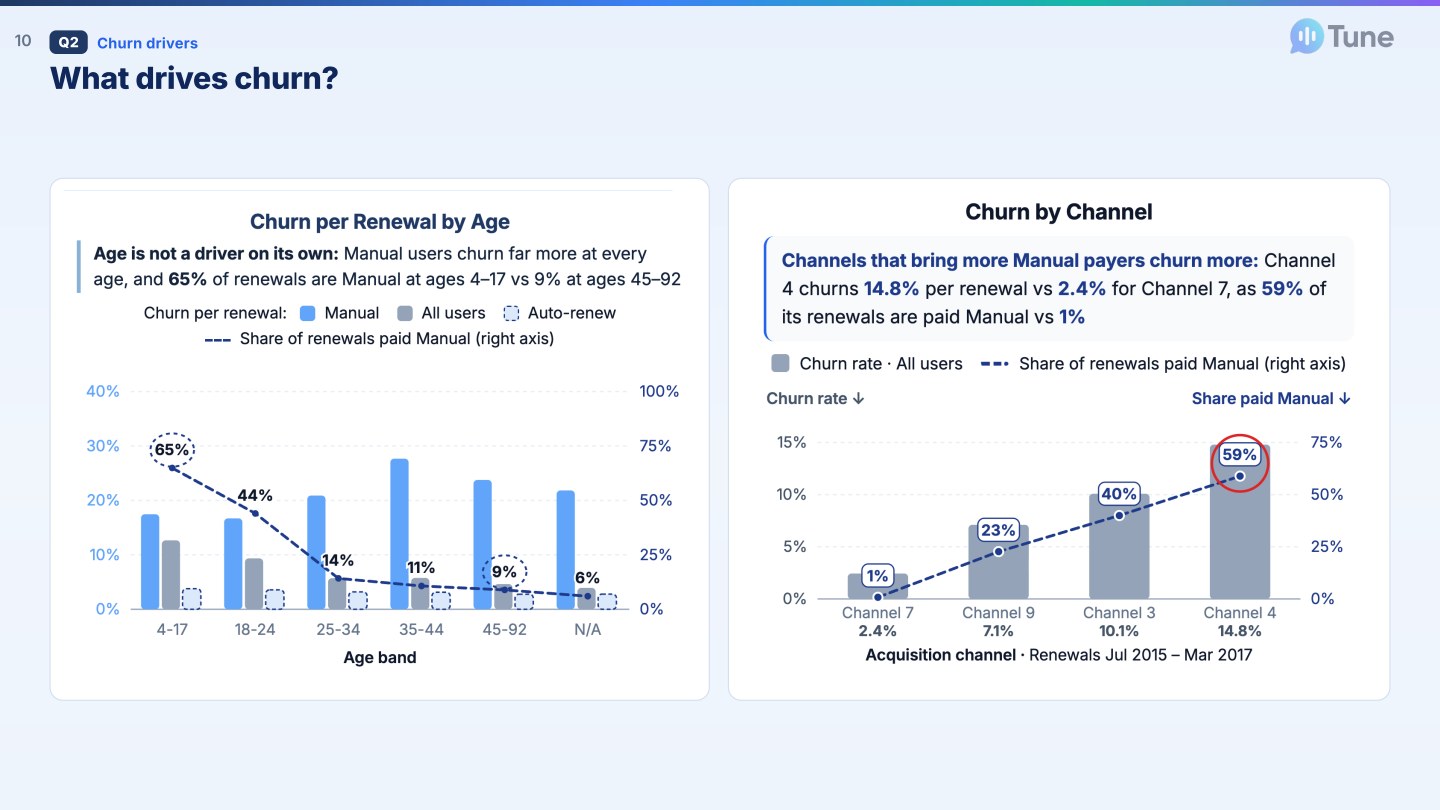 10
Q2 Churn drivers
Tune
What drives churn?
Churn per Renewal by Age
Age is not a driver on its own: Manual users churn far more at every
age, and 65% of renewals are Manual at ages 4–17 vs 9% at ages 45–92
Churn per renewal: Manual All users Auto-renew
Share of renewals paid Manual (right axis)
40% 100%
30% 75%
20% 50%
10% 25%
0% 0%
65%
44%
14%
11%
9%
6%
4-17 18-24 25-34 35-44 45-92 N/A
Age band
Churn by Channel
Channels that bring more Manual payers churn more: Channel
4 churns 14.8% per renewal vs 2.4% for Channel 7, as 59% of
its renewals are paid Manual vs 1%
Churn rate · All users Share of renewals paid Manual (right axis)
Churn rate ↓ Share paid Manual ↓
15% 75%
10% 50%
5% 25%
0% 0%
1%
23%
40%
59%
Channel 7 Channel 9 Channel 3 Channel 4
2.4% 7.1% 10.1% 14.8%
Acquisition channel · Renewals Jul 2015 – Mar 2017